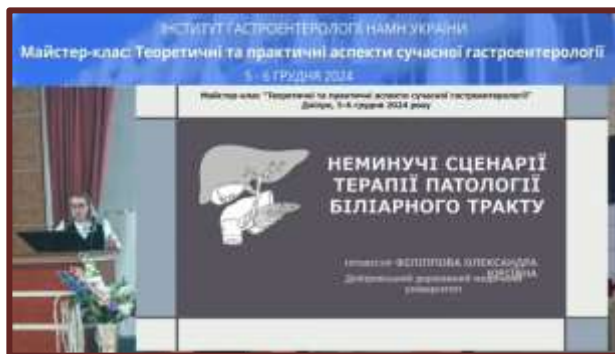 ІНСТИТУТ ГАСТРОЕНТЕРОЛОГІЇ НАМН УКРАЇНИ
Майстер-клас: Теоретичні та практичні аспекти сучасної гастроентерології
5 - 6 ГРУДНЯ 2024
Майстер-клас "Теоретичні та практичні аспекти сучасної гастроентерології"
Дніпро, 5-6 грудня 2024 року
НЕМИНУЧІ СЦЕНАРІЇ
ТЕРАПІЇ ПАТОЛОГІЇ
БІЛІАРНОГО ТРАКТУ
ОЛЕКСАНДРА
ЮРІЇВНА
Дніпровський державний медичний
університет